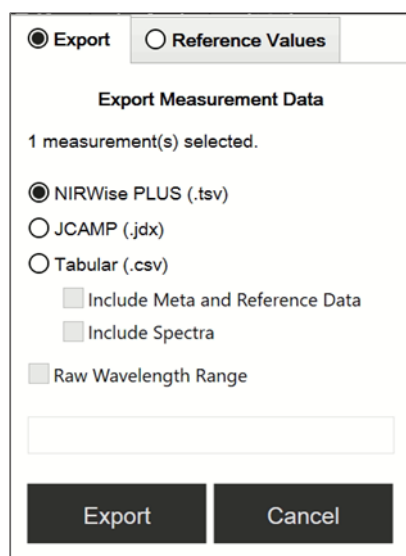 Export
Reference Values
Export Measurement Data
1 measurement(s) selected.
NIRWise PLUS (.tsv)
JCAMP (.jdx)
Tabular (.csv)
Include Meta and Reference Data
Include Spectra
Raw Wavelength Range
Export
Cancel